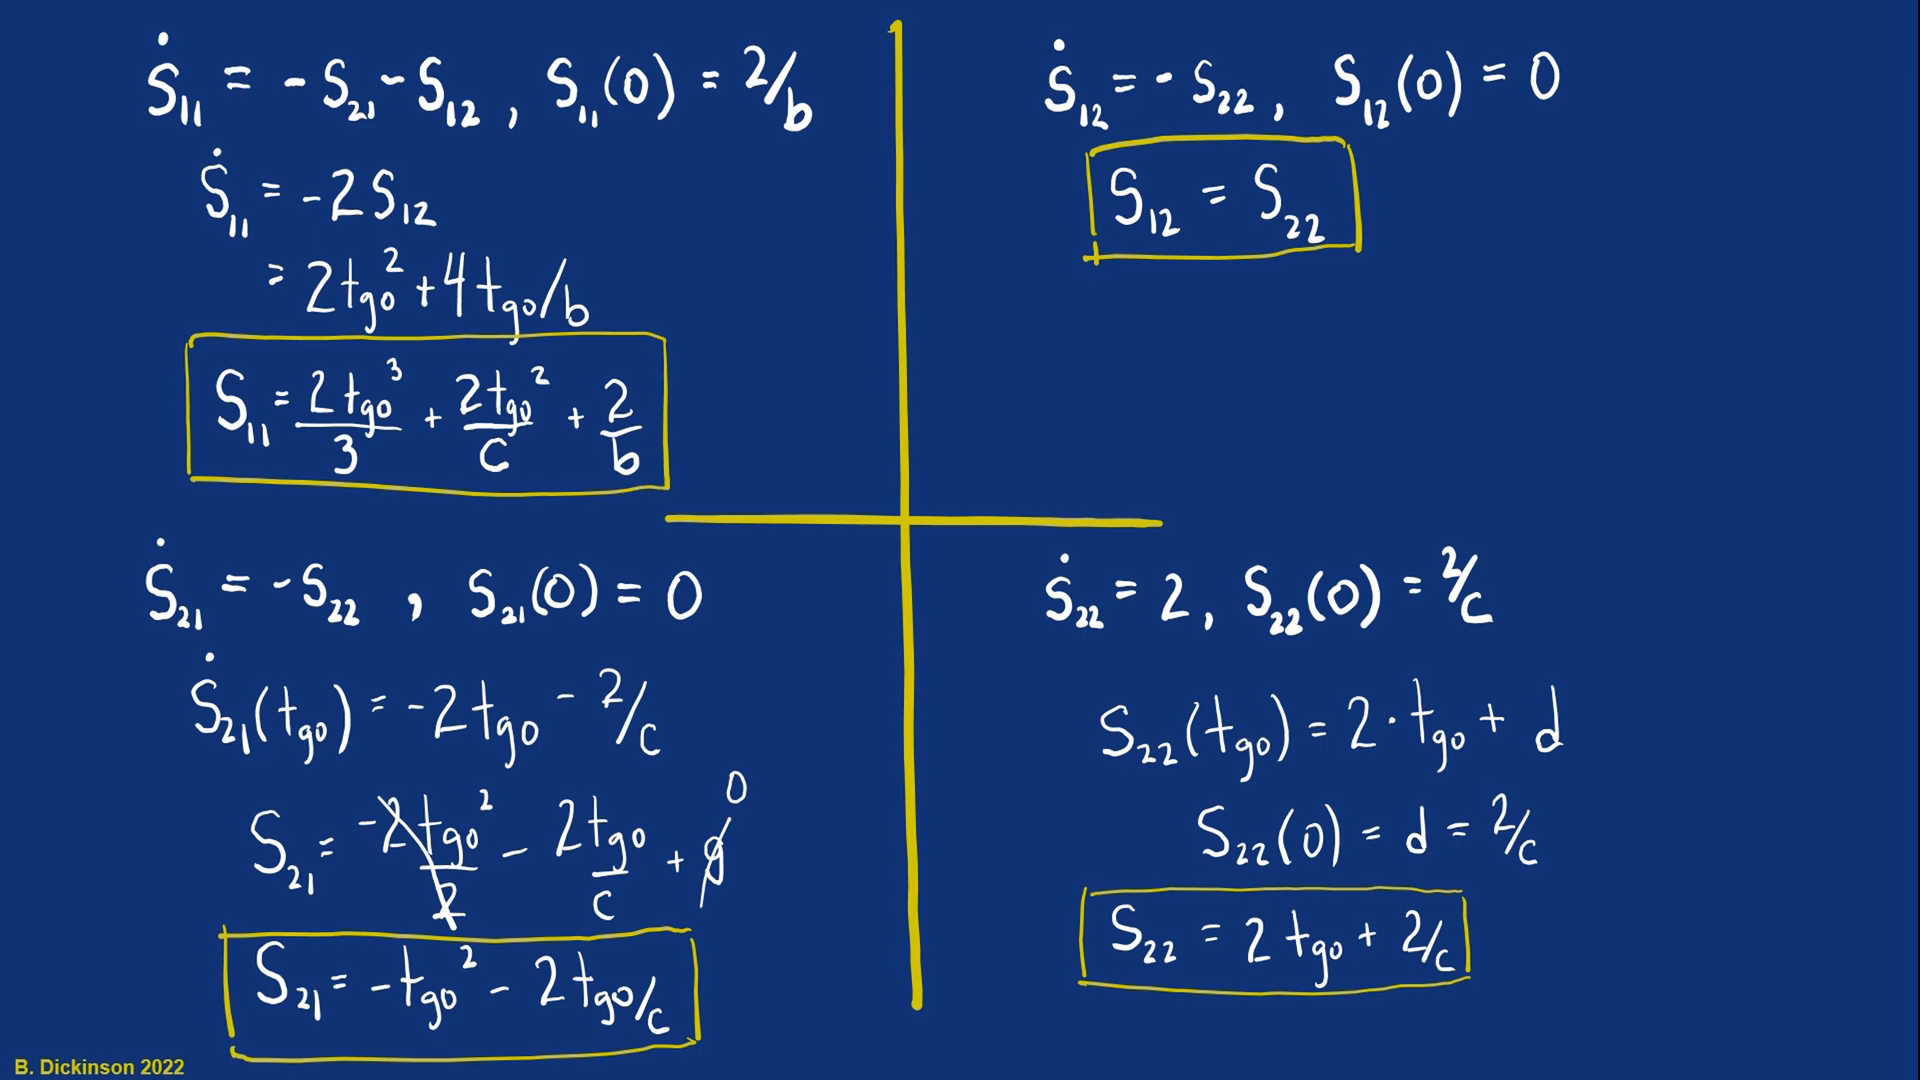 Ṡ₁₁ = -S₂₁ - S₁₂ , S₁₁(0) = 2/b
Ṡ₁₁ = -2S₁₂
= 2t_go² + 4t_go/b
S₁₁ = 2t_go³/3 + 2t_go²/c + 2/b
Ṡ₁₂ = -S₂₂ , S₁₂(0) = 0
S₁₂ = S₂₂
Ṡ₂₁ = -S₂₂ , S₂₁(0) = 0
Ṡ₂₁(t_go) = -2t_go - 2/c
S₂₁ = -2t_go²/2 - 2t_go/c + 0
S₂₁ = -t_go² - 2t_go/c
Ṡ₂₂ = 2 , S₂₂(0) = 2/c
S₂₂(t_go) = 2·t_go + d
S₂₂(0) = d = 2/c
S₂₂ = 2t_go + 2/c
B. Dickinson 2022